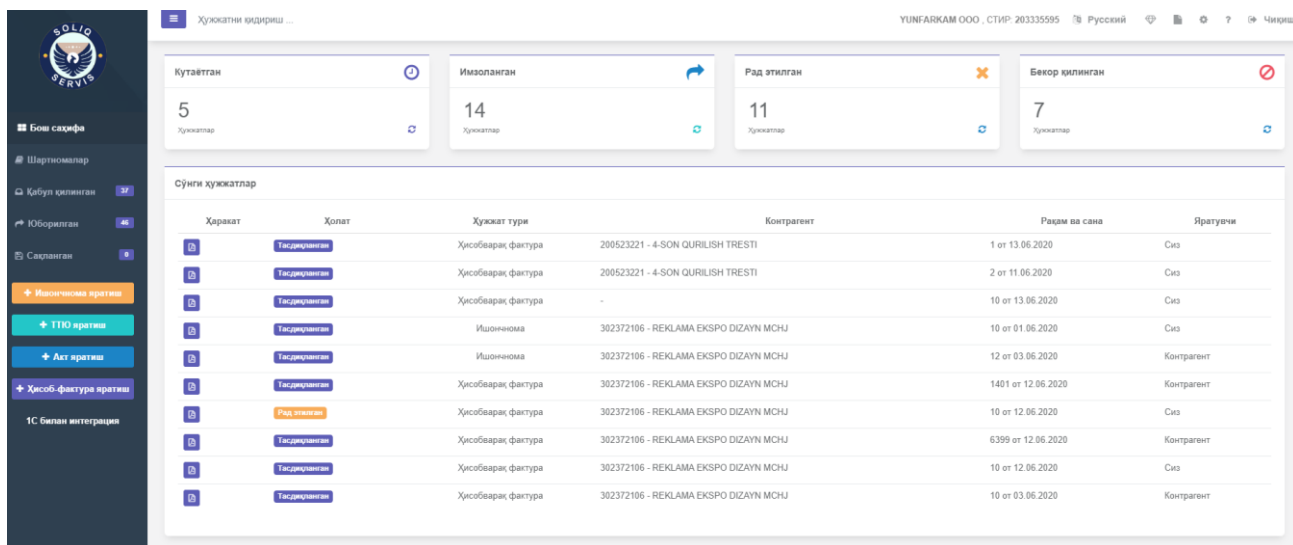 SOLIQ
SERVIS
Ҳужжатни қидириш ...
YUNFARKAM ООО , СТИР: 203335595 Русский ? Чиқиш
Кутаётган
5
Ҳужжатлар
Имзоланган
14
Ҳужжатлар
Рад этилган
11
Ҳужжатлар
Бекор қилинган
7
Ҳужжатлар
Бош саҳифа
Шартномалар
Қабул қилинган 37
Юборилган 46
Сақланган 0
+ Ишончнома яратиш
+ ТТЮ яратиш
+ Акт яратиш
+ Ҳисоб-фактура яратиш
1С билан интеграция
Сўнги ҳужжатлар
Ҳаракат Ҳолат Ҳужжат тури Контрагент Рақам ва сана Яратувчи
Тасдиқланган Ҳисобварақ фактура 200523221 - 4-SON QURILISH TRESTI 1 от 13.06.2020 Сиз
Тасдиқланган Ҳисобварақ фактура 200523221 - 4-SON QURILISH TRESTI 2 от 11.06.2020 Сиз
Тасдиқланган Ҳисобварақ фактура - 10 от 13.06.2020 Сиз
Тасдиқланган Ишончнома 302372106 - REKLAMA EKSPO DIZAYN MCHJ 10 от 01.06.2020 Сиз
Тасдиқланган Ишончнома 302372106 - REKLAMA EKSPO DIZAYN MCHJ 12 от 03.06.2020 Контрагент
Тасдиқланган Ҳисобварақ фактура 302372106 - REKLAMA EKSPO DIZAYN MCHJ 1401 от 12.06.2020 Контрагент
Рад этилган Ҳисобварақ фактура 302372106 - REKLAMA EKSPO DIZAYN MCHJ 10 от 12.06.2020 Сиз
Тасдиқланган Ҳисобварақ фактура 302372106 - REKLAMA EKSPO DIZAYN MCHJ 6399 от 12.06.2020 Контрагент
Тасдиқланган Ҳисобварақ фактура 302372106 - REKLAMA EKSPO DIZAYN MCHJ 10 от 12.06.2020 Сиз
Тасдиқланган Ҳисобварақ фактура 302372106 - REKLAMA EKSPO DIZAYN MCHJ 10 от 03.06.2020 Контрагент